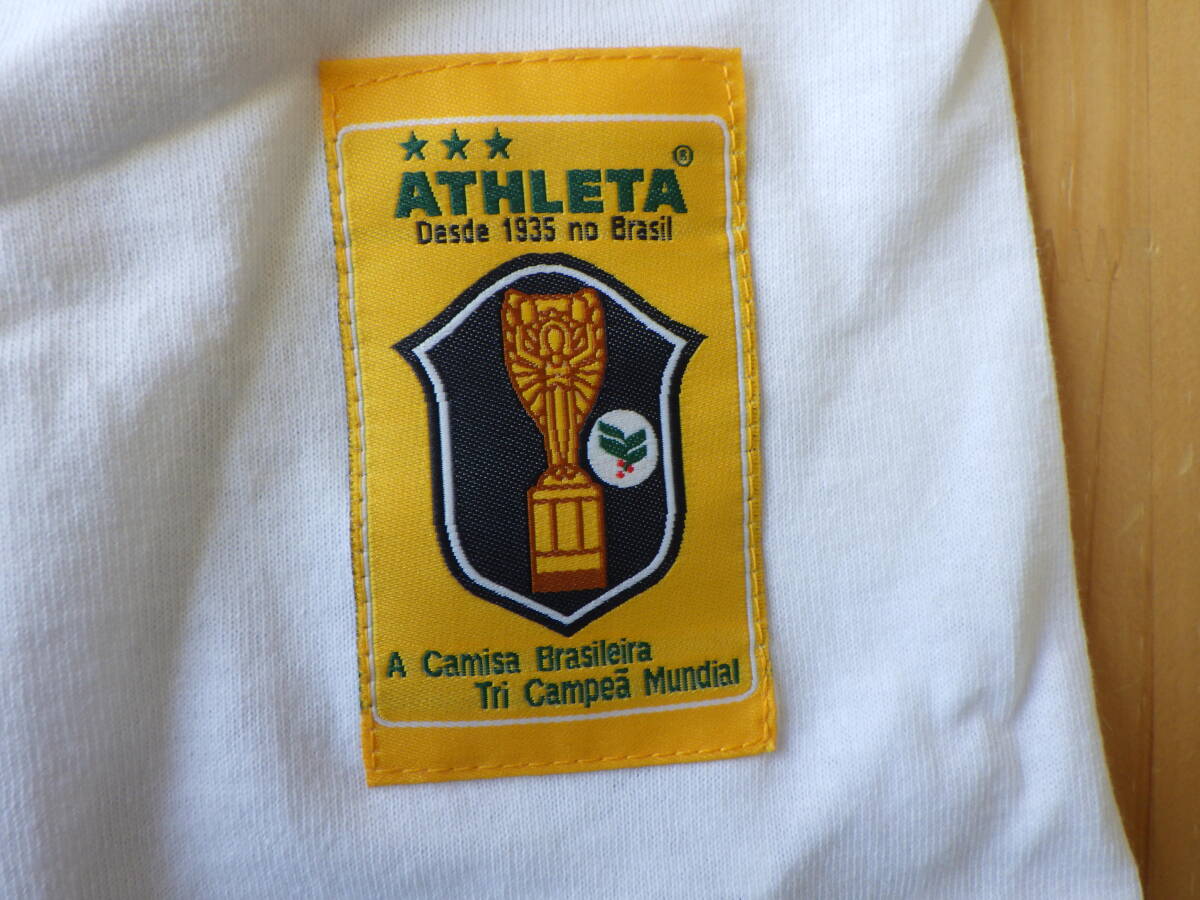 ★★★
ATHLETA®
Desde 1935 no Brasil
A Camisa Brasileira
Tri Campeã Mundial